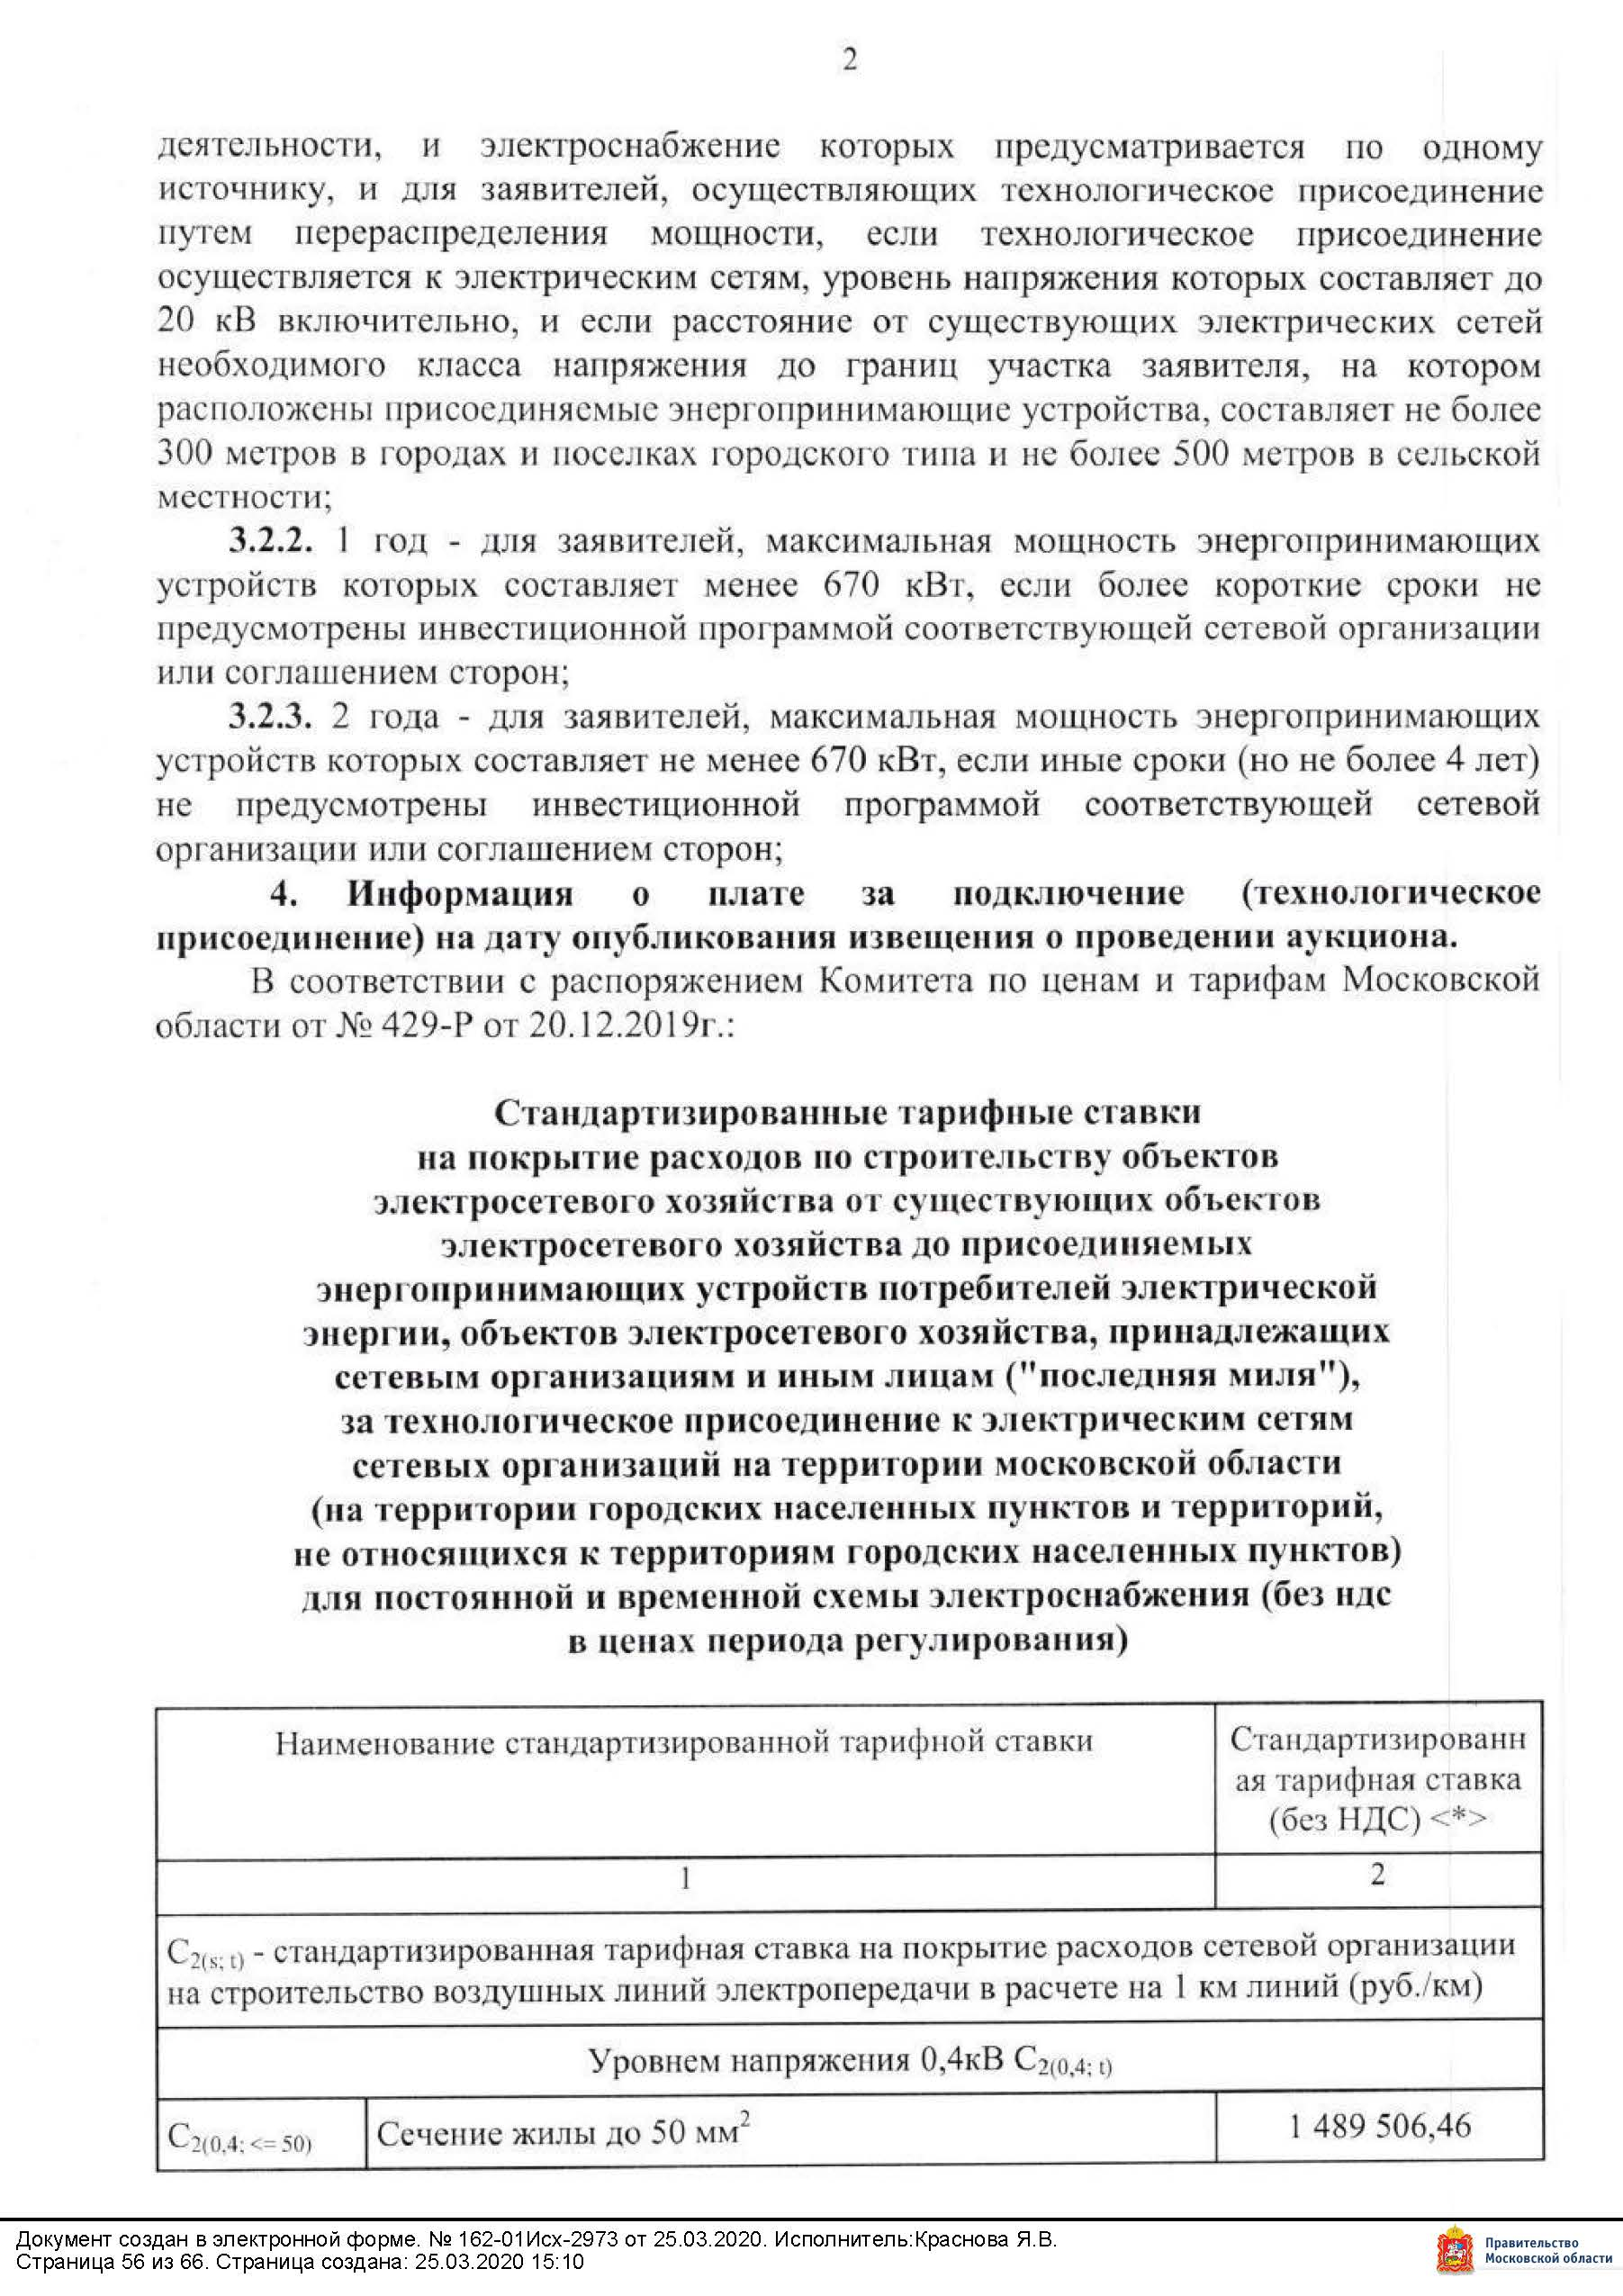 2
деятельности, и электроснабжение которых предусматривается по одному
источнику, и для заявителей, осуществляющих технологическое присоединение
путем перераспределения мощности, если технологическое присоединение
осуществляется к электрическим сетям, уровень напряжения которых составляет до
20 кВ включительно, и если расстояние от существующих электрических сетей
необходимого класса напряжения до границ участка заявителя, на котором
расположены присоединяемые энергопринимающие устройства, составляет не более
300 метров в городах и поселках городского типа и не более 500 метров в сельской
местности;
3.2.2. 1 год - для заявителей, максимальная мощность энергопринимающих
устройств которых составляет менее 670 кВт, если более короткие сроки не
предусмотрены инвестиционной программой соответствующей сетевой организации
или соглашением сторон;
3.2.3. 2 года - для заявителей, максимальная мощность энергопринимающих
устройств которых составляет не менее 670 кВт, если иные сроки (но не более 4 лет)
не предусмотрены инвестиционной программой соответствующей сетевой
организации или соглашением сторон;
4. Информация о плате за подключение (технологическое
присоединение) на дату опубликования извещения о проведении аукциона.
В соответствии с распоряжением Комитета по ценам и тарифам Московской
области от № 429-Р от 20.12.2019г.:
Стандартизированные тарифные ставки
на покрытие расходов по строительству объектов
электросетевого хозяйства от существующих объектов
электросетевого хозяйства до присоединяемых
энергопринимающих устройств потребителей электрической
энергии, объектов электросетевого хозяйства, принадлежащих
сетевым организациям и иным лицам ("последняя миля"),
за технологическое присоединение к электрическим сетям
сетевых организаций на территории московской области
(на территории городских населенных пунктов и территорий,
не относящихся к территориям городских населенных пунктов)
для постоянной и временной схемы электроснабжения (без ндс
в ценах периода регулирования)
Наименование стандартизированной тарифной ставки
Стандартизированн
ая тарифная ставка
(без НДС) <*>
1
2
C2(s; t) - стандартизированная тарифная ставка на покрытие расходов сетевой организации
на строительство воздушных линий электропередачи в расчете на 1 км линий (руб./км)
Уровнем напряжения 0,4кВ C2(0,4; t)
C2(0,4; <= 50)
Сечение жилы до 50 мм²
1 489 506,46
Документ создан в электронной форме. № 162-01Исх-2973 от 25.03.2020. Исполнитель:Краснова Я.В.
Страница 56 из 66. Страница создана: 25.03.2020 15:10
Правительство
Московской области